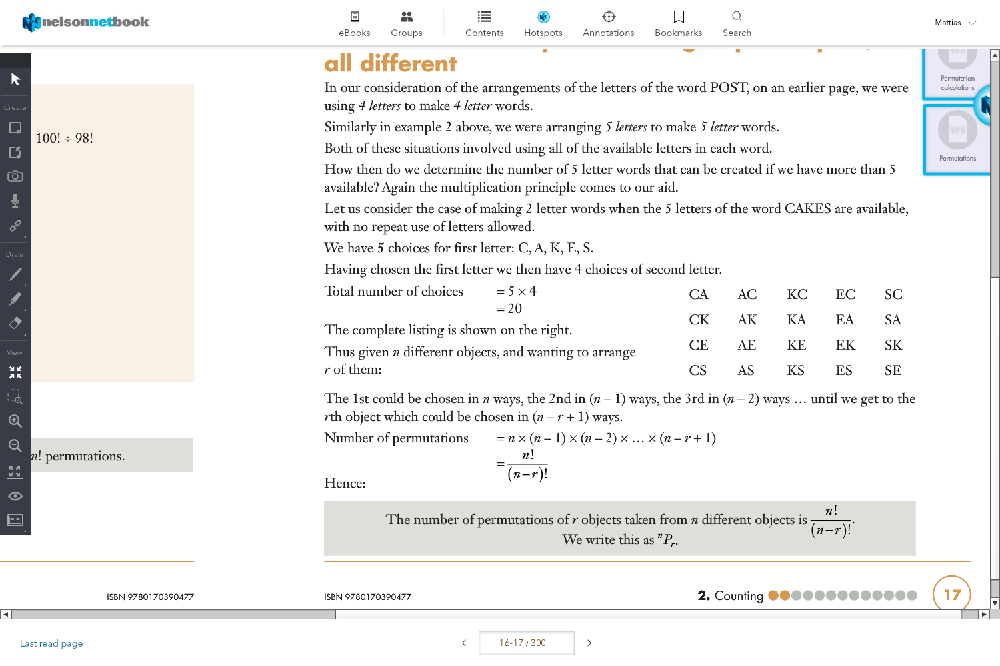 nelsonnetbook
eBooks
Groups
Contents
Hotspots
Annotations
Bookmarks
Search
Mattias
Create
Draw
View
100! ÷ 98!
n! permutations.
ISBN 9780170390477
all different
In our consideration of the arrangements of the letters of the word POST, on an earlier page, we were
using 4 letters to make 4 letter words.
Similarly in example 2 above, we were arranging 5 letters to make 5 letter words.
Both of these situations involved using all of the available letters in each word.
How then do we determine the number of 5 letter words that can be created if we have more than 5
available? Again the multiplication principle comes to our aid.
Let us consider the case of making 2 letter words when the 5 letters of the word CAKES are available,
with no repeat use of letters allowed.
We have 5 choices for first letter: C, A, K, E, S.
Having chosen the first letter we then have 4 choices of second letter.
Total number of choices = 5 × 4
= 20
The complete listing is shown on the right.
Thus given n different objects, and wanting to arrange
r of them:
CA AC KC EC SC
CK AK KA EA SA
CE AE KE EK SK
CS AS KS ES SE
The 1st could be chosen in n ways, the 2nd in (n – 1) ways, the 3rd in (n – 2) ways … until we get to the
rth object which could be chosen in (n – r + 1) ways.
Number of permutations = n × (n – 1) × (n – 2) × … × (n – r + 1)
= n! / (n – r)!
Hence:
The number of permutations of r objects taken from n different objects is n! / (n – r)!.
We write this as ⁿPᵣ.
ISBN 9780170390477
2. Counting
17
WS
Permutation
calculations
WS
Permutations
Last read page
16-17 / 300